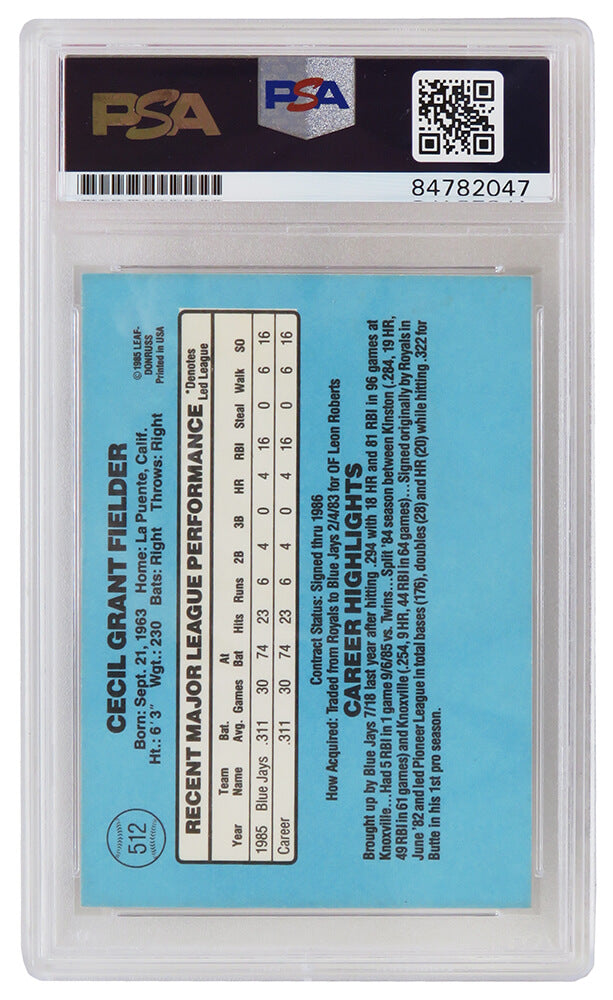 PSA
PSA
84782047
512
CECIL GRANT FIELDER
Born: Sept. 21, 1963 Home: La Puente, Calif.
Ht.: 6´3˝ Wgt.: 230 Bats: Right Throws: Right
© 1985 LEAF-
DONRUSS
Printed in USA
RECENT MAJOR LEAGUE PERFORMANCE
*Denotes
Led League
Year Team Name Bat. Avg. Games At Bat Hits Runs 2B 3B HR RBI Steal Walk SO
1985 Blue Jays .311 30 74 23 6 4 0 4 16 0 6 16
Career .311 30 74 23 6 4 0 4 16 0 6 16
Contract Status: Signed thru 1986
How Acquired: Traded from Royals to Blue Jays 2/4/83 for OF Leon Roberts
CAREER HIGHLIGHTS
Brought up by Blue Jays 7/18 last year after hitting .294 with 18 HR and 81 RBI in 96 games at
Knoxville...Had 5 RBI in 1 game 9/6/85 vs. Twins...Split '84 season between Kinston (.284, 19 HR,
49 RBI in 61 games) and Knoxville (.254, 9 HR, 44 RBI in 64 games)...Signed originally by Royals in
June '82 and led Pioneer League in total bases (176), doubles (28) and HR (20) while hitting .322 for
Butte in his 1st pro season.